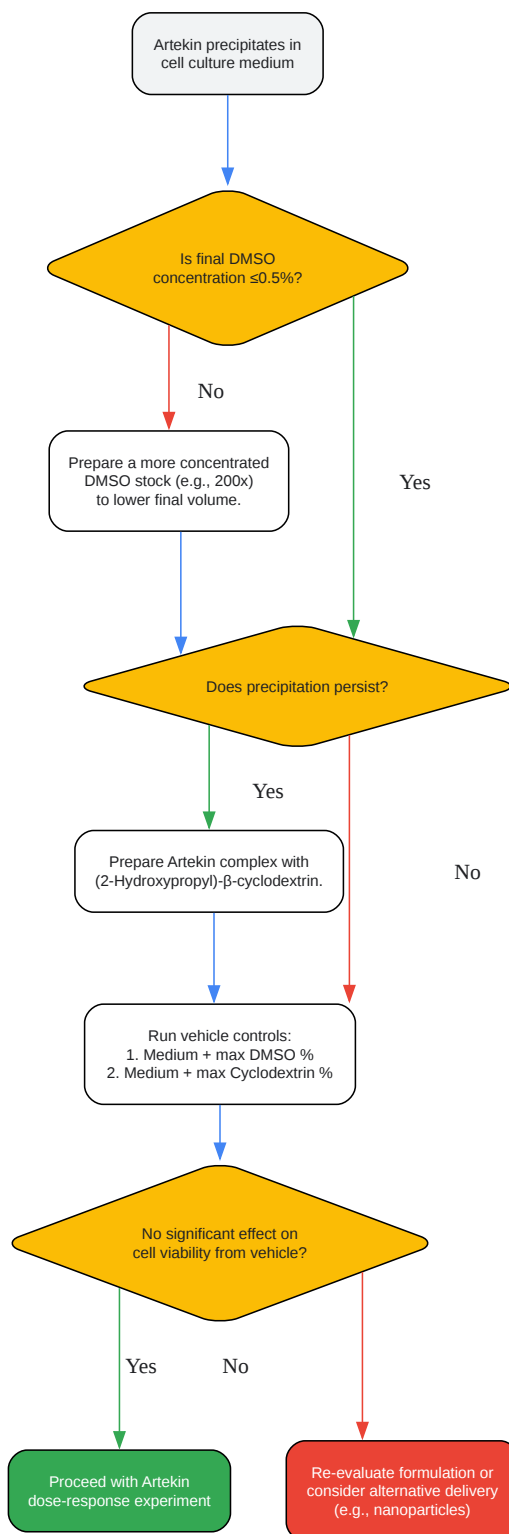 Artekin precipitates in
cell culture medium
Is final DMSO
concentration ≤0.5%?
No
Prepare a more concentrated
DMSO stock (e.g., 200x)
to lower final volume.
Yes
Does precipitation persist?
Yes
Prepare Artekin complex with
(2-Hydroxypropyl)-β-cyclodextrin.
No
Run vehicle controls:
1. Medium + max DMSO %
2. Medium + max Cyclodextrin %
No significant effect on
cell viability from vehicle?
Yes
No
Proceed with Artekin
dose-response experiment
Re-evaluate formulation or
consider alternative delivery
(e.g., nanoparticles)